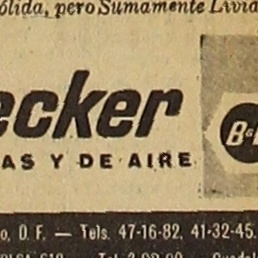 ólida, pero Sumamente Livia
ecker
B&
AS Y DE AIRE
o, D. F. — Tels. 47-16-82, 41-32-45.